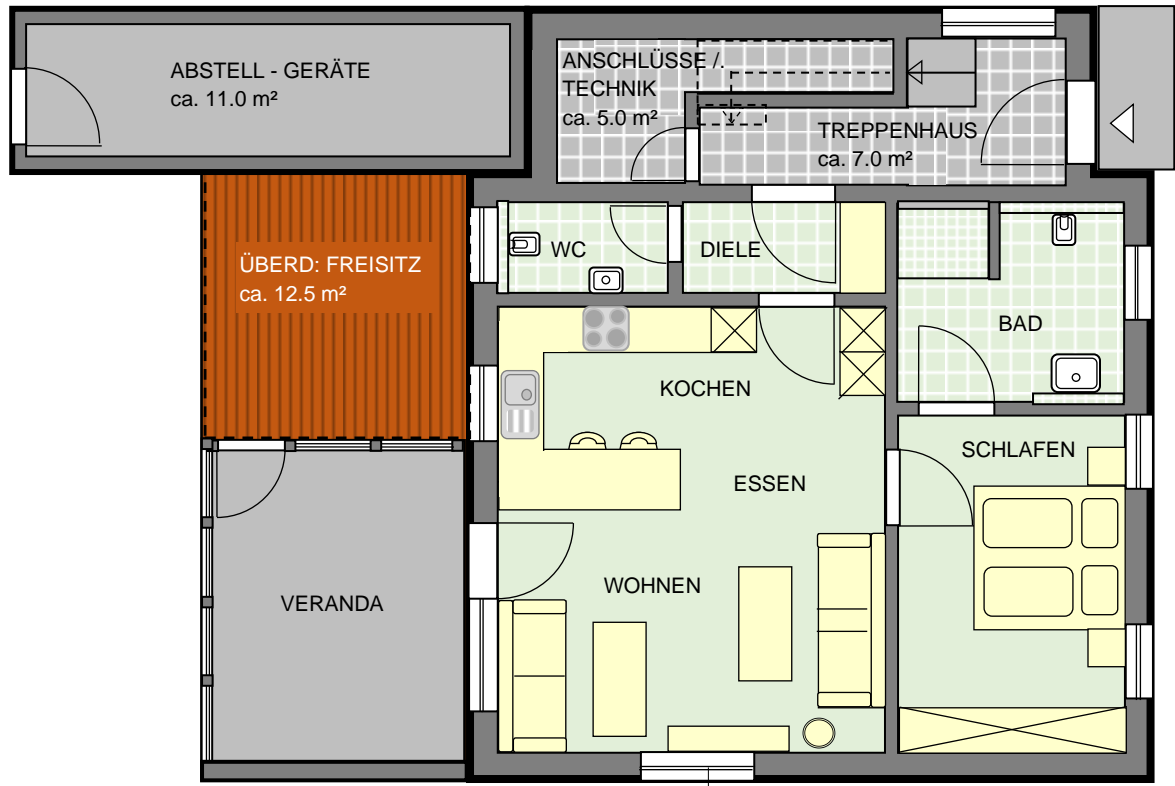 ABSTELL - GERÄTE
ca. 11.0 m²
ANSCHLÜSSE /.
TECHNIK
ca. 5.0 m²
TREPPENHAUS
ca. 7.0 m²
ÜBERD: FREISITZ
ca. 12.5 m²
WC
DIELE
BAD
KOCHEN
SCHLAFEN
ESSEN
WOHNEN
VERANDA